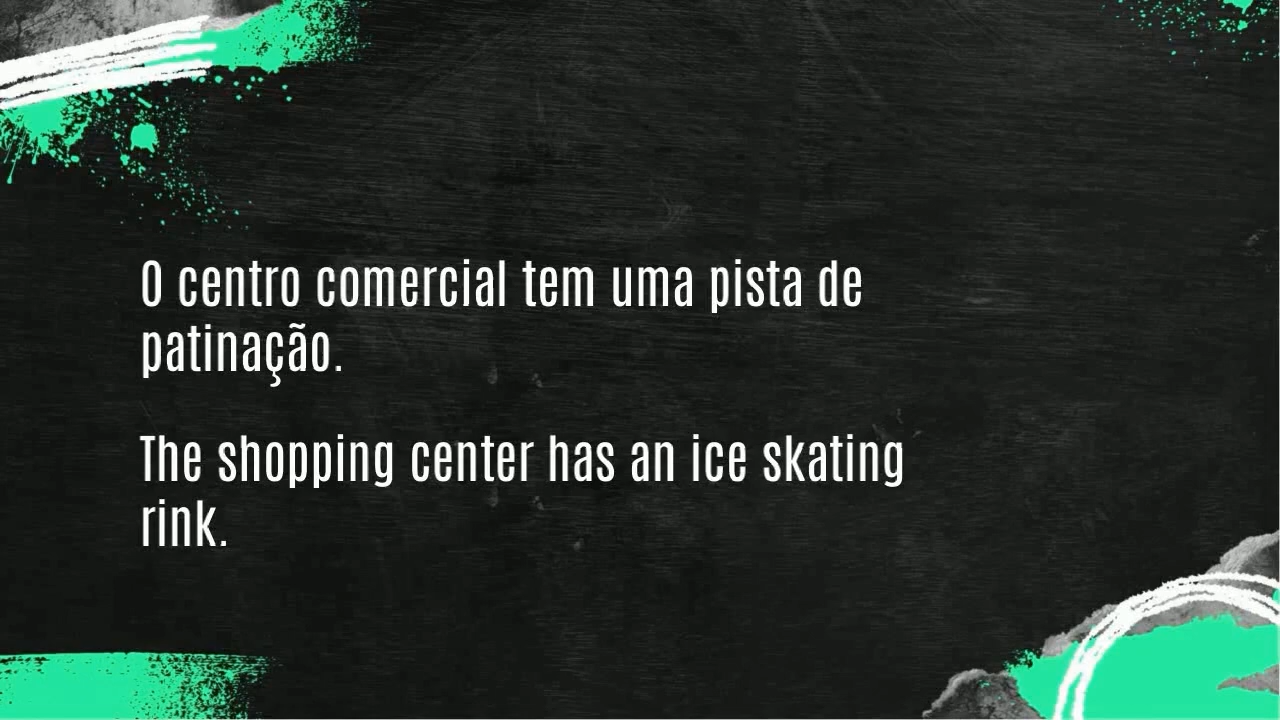 O centro comercial tem uma pista de
patinação.
The shopping center has an ice skating
rink.